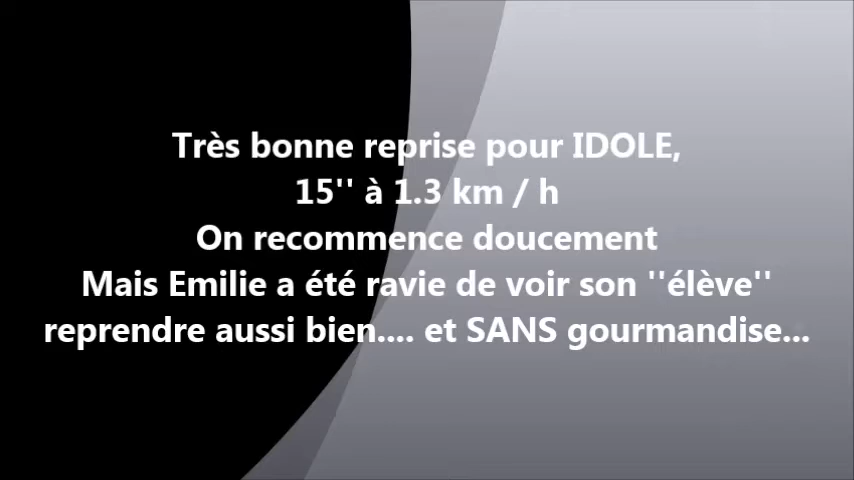 Très bonne reprise pour IDOLE,
15'' à 1.3 km / h
On recommence doucement
Mais Emilie a été ravie de voir son ''élève''
reprendre aussi bien.... et SANS gourmandise...